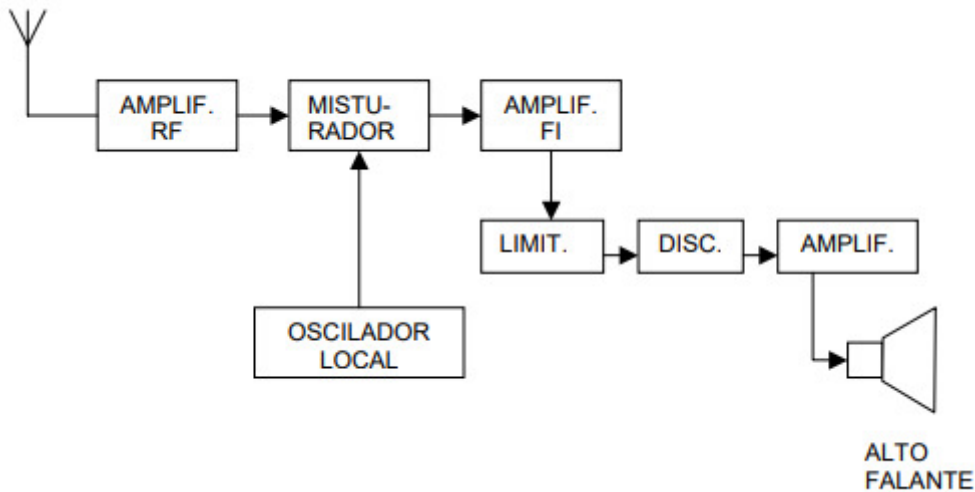 AMPLIF.
RF
MISTU-
RADOR
AMPLIF.
FI
LIMIT.
DISC.
AMPLIF.
OSCILADOR
LOCAL
ALTO
FALANTE